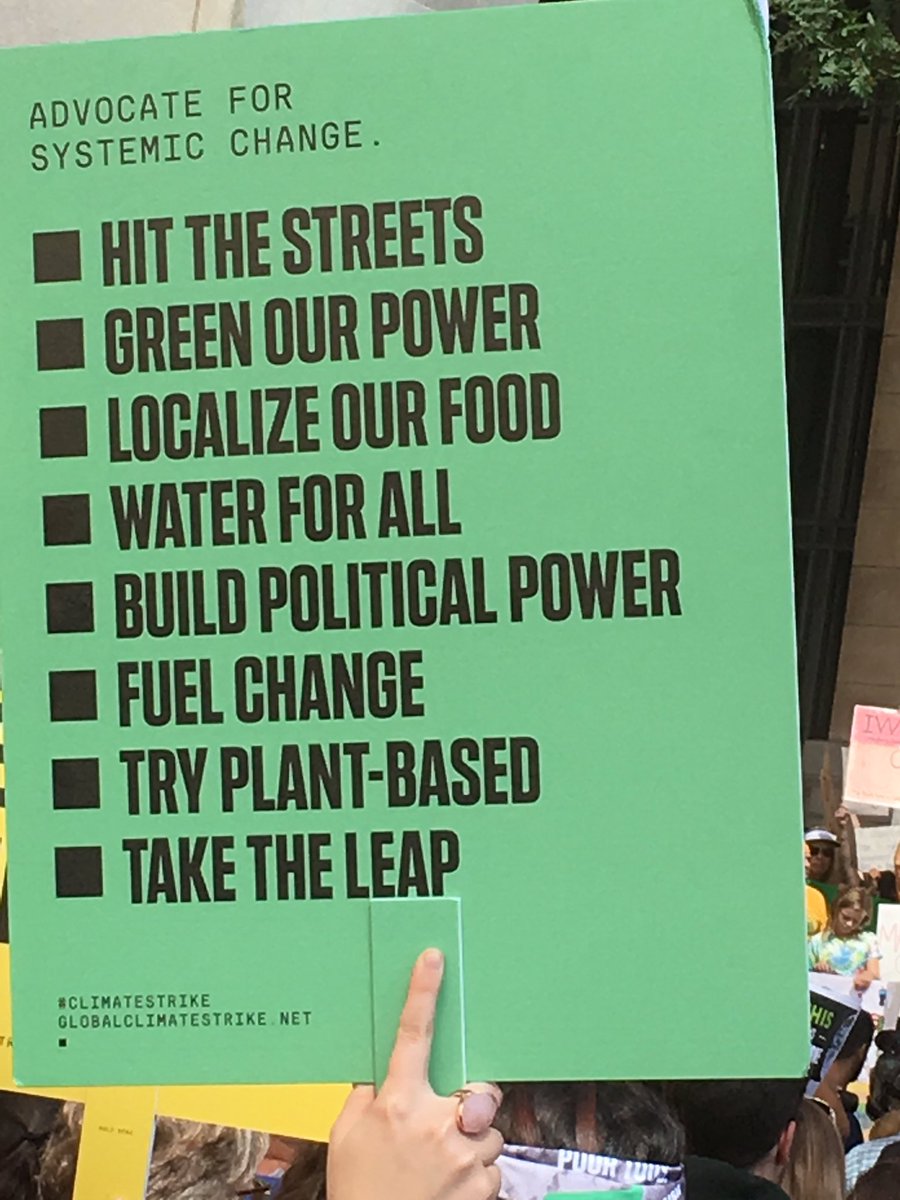 ADVOCATE FOR
SYSTEMIC CHANGE.
HIT THE STREETS
GREEN OUR POWER
LOCALIZE OUR FOOD
WATER FOR ALL
BUILD POLITICAL POWER
FUEL CHANGE
TRY PLANT-BASED
TAKE THE LEAP
#CLIMATESTRIKE
GLOBALCLIMATESTRIKE.NET